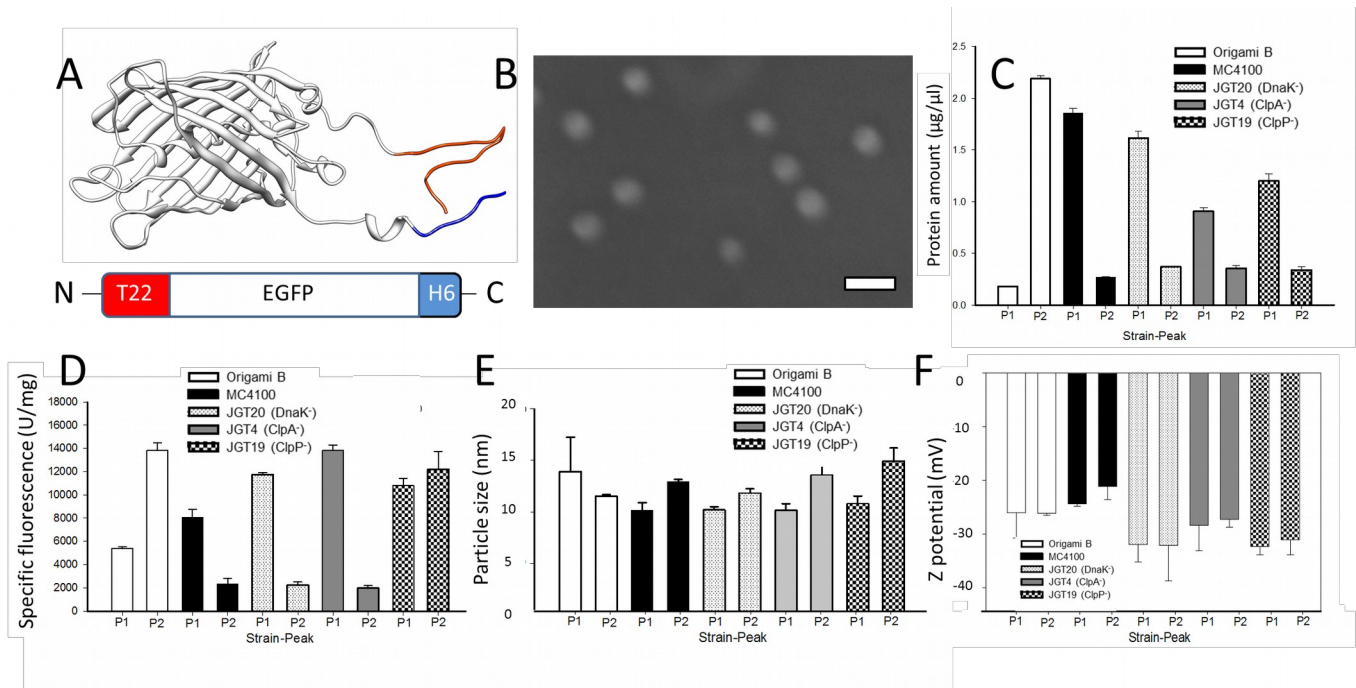 A
N
T22
EGFP
H6
C
B
C
Origami B
MC4100
JGT20 (DnaK-)
JGT4 (ClpA-)
JGT19 (ClpP-)
Protein amount (µg/µl)
2.5
2.0
1.5
1.0
0.5
0.0
P1 P2 P1 P2 P1 P2 P1 P2 P1 P2
Strain-Peak
D
Origami B
MC4100
JGT20 (DnaK-)
JGT4 (ClpA-)
JGT19 (ClpP-)
Specific fluorescence (U/mg)
18000
16000
14000
12000
10000
8000
6000
4000
2000
0
P1 P2 P1 P2 P1 P2 P1 P2 P1 P2
Strain-Peak
E
Origami B
MC4100
JGT20 (DnaK-)
JGT4 (ClpA-)
JGT19 (ClpP-)
Particle size (nm)
20
15
10
5
0
P1 P2 P1 P2 P1 P2 P1 P2 P1 P2
Strain-Peak
F
Z potential (mV)
0
-10
-20
-30
-40
Origami B
MC4100
JGT20 (DnaK-)
JGT4 (ClpA-)
JGT19 (ClpP-)
P1 P2 P1 P2 P1 P2 P1 P2 P1 P2
Strain-Peak